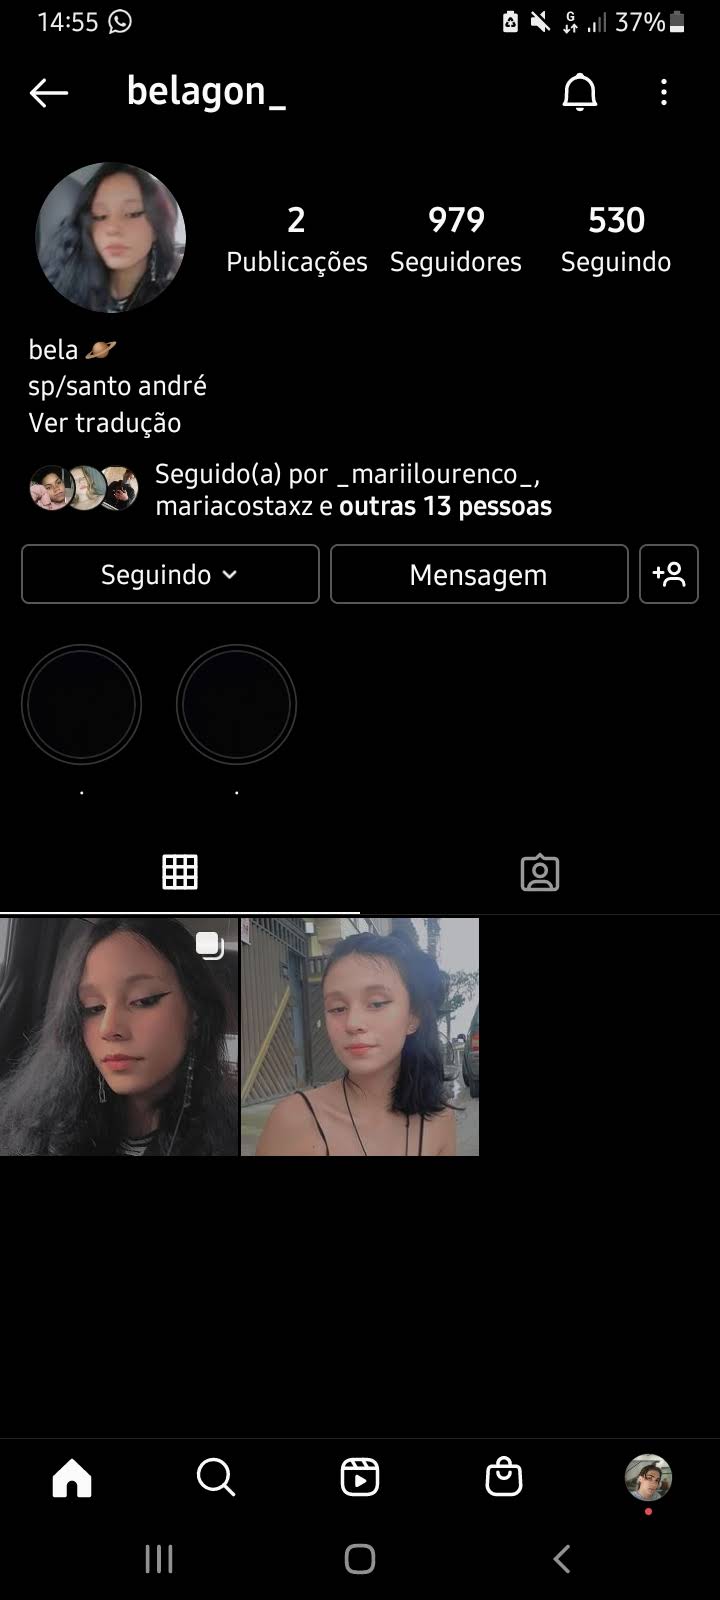 14:55
G
37%
belagon_
2
979
530
Publicações
Seguidores
Seguindo
bela 🪐
sp/santo andré
Ver tradução
Seguido(a) por _mariilourenco_,
mariacostaxz e outras 13 pessoas
Seguindo
Mensagem
.
.